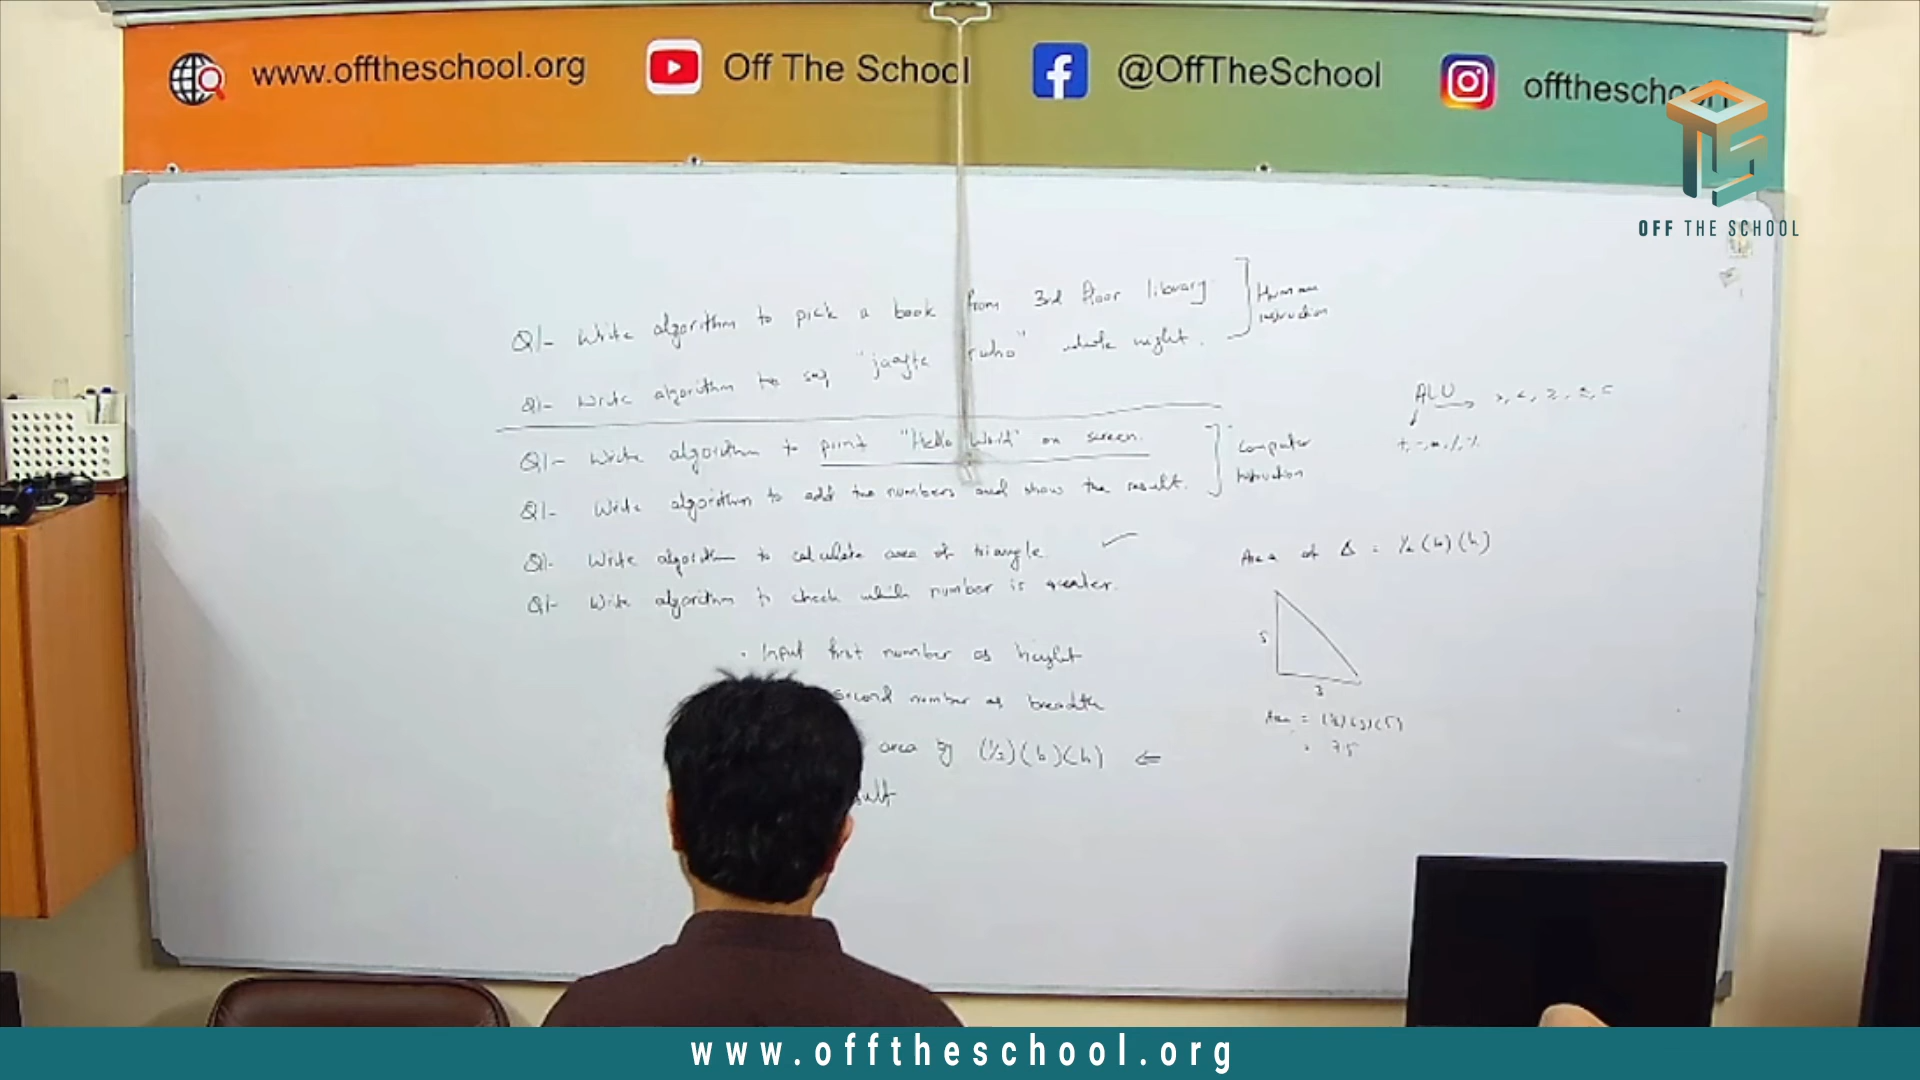 www.offtheschool.org
Off The School
@OffTheSchool
offtheschool
OFF THE SCHOOL
Q1- Write algorithm to pick a book from 3rd floor library
Q1- Write algorithm to say "jaagte ruho" whole night.
Human
instruction
Q1- Write algorithm to print "Hello World" on screen.
Q1- Write algorithm to add two numbers and show the result.
Computer
Instruction
Q1- Write algorithm to calculate area of triangle.
Q1- Write algorithm to check which number is greater.
• Input first number as height
second number as breadth
area by (1/2)(b)(h) ⇐
sult
ALU
Area of Δ = 1/2 (b)(h)
5
3
Area = (1/2)(3)(5)
= 7.5
www.offtheschool.org